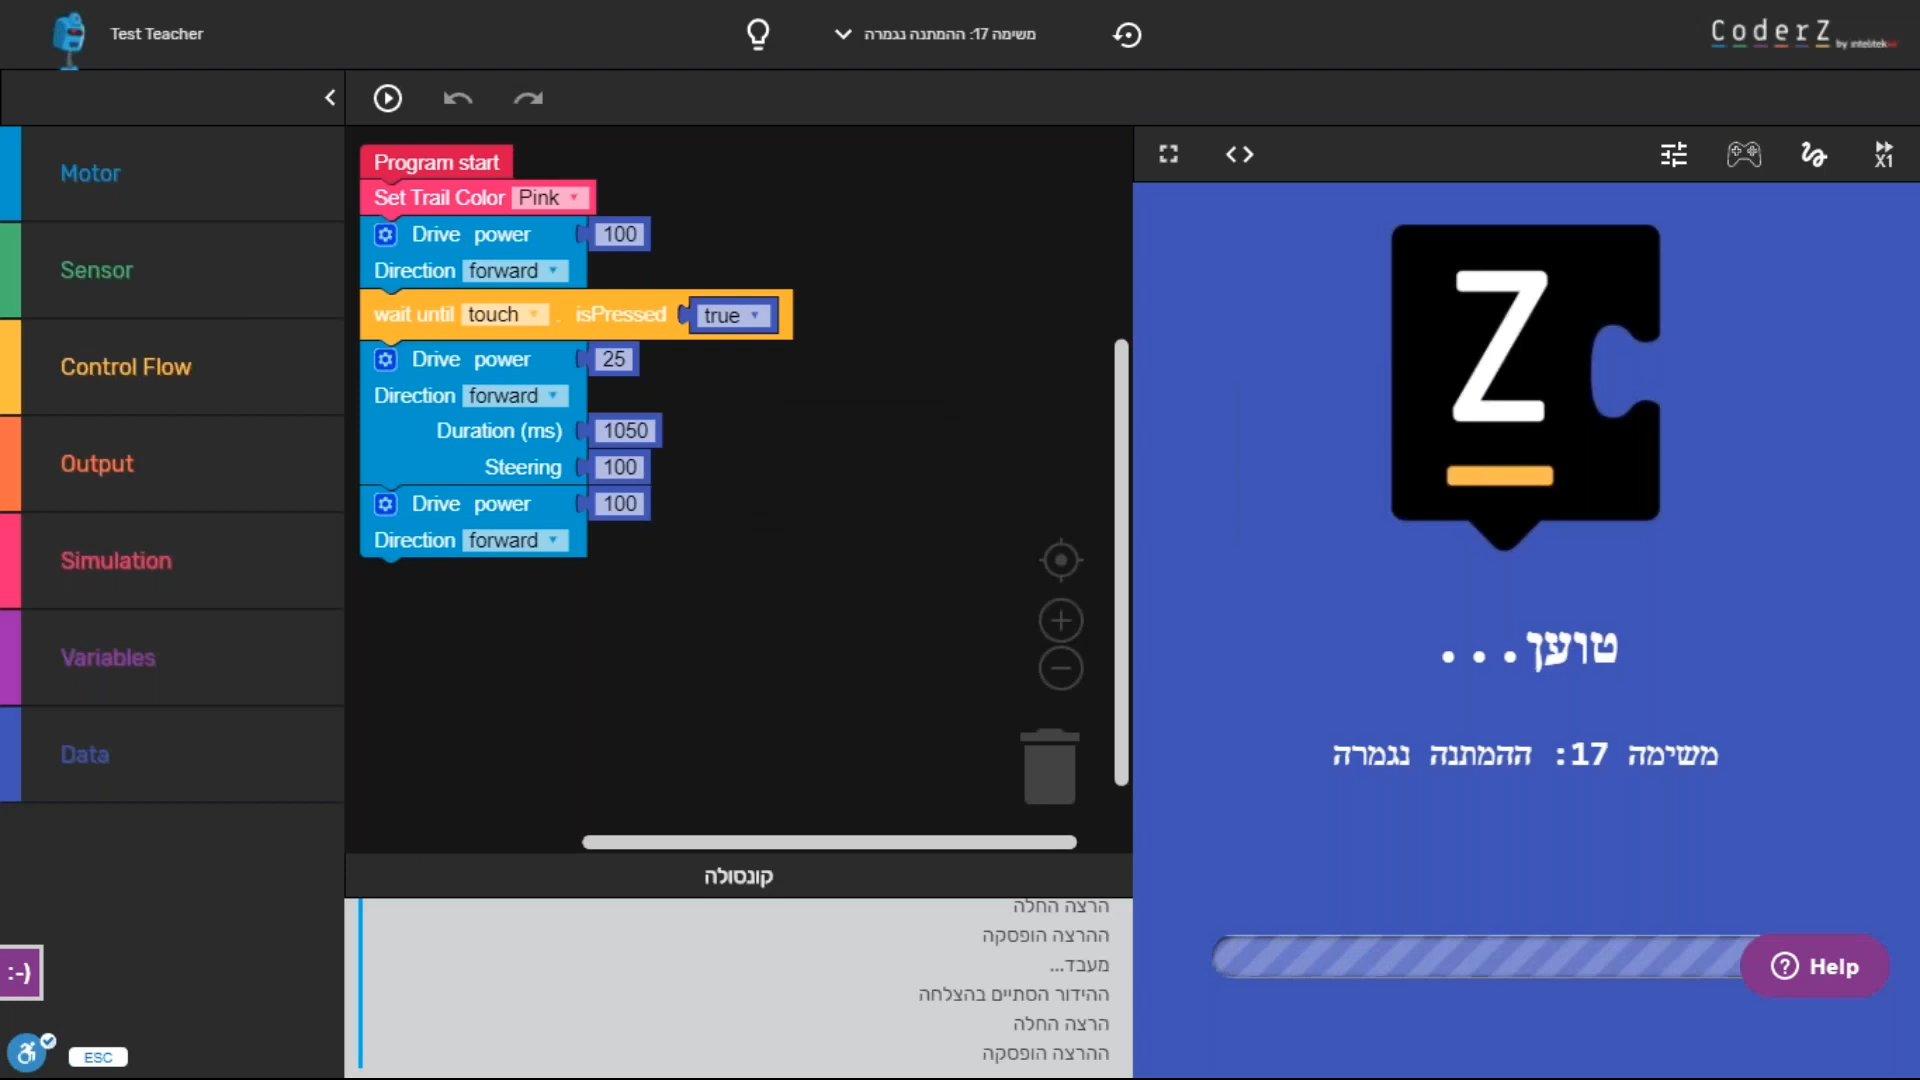 Test Teacher
משימה 17: ההמתנה נגמרה
CoderZ
by intelitek
Motor
Sensor
Control Flow
Output
Simulation
Variables
Data
:-)
ESC
Program start
Set Trail Color Pink
Drive power 100
Direction forward
wait until touch . isPressed true
Drive power 25
Direction forward
Duration (ms) 1050
Steering 100
Drive power 100
Direction forward
קונסולה
הרצה החלה
ההרצה הופסקה
מעבד...
ההידור הסתיים בהצלחה
הרצה החלה
ההרצה הופסקה
X1
Z
טוען...
משימה 17: ההמתנה נגמרה
Help